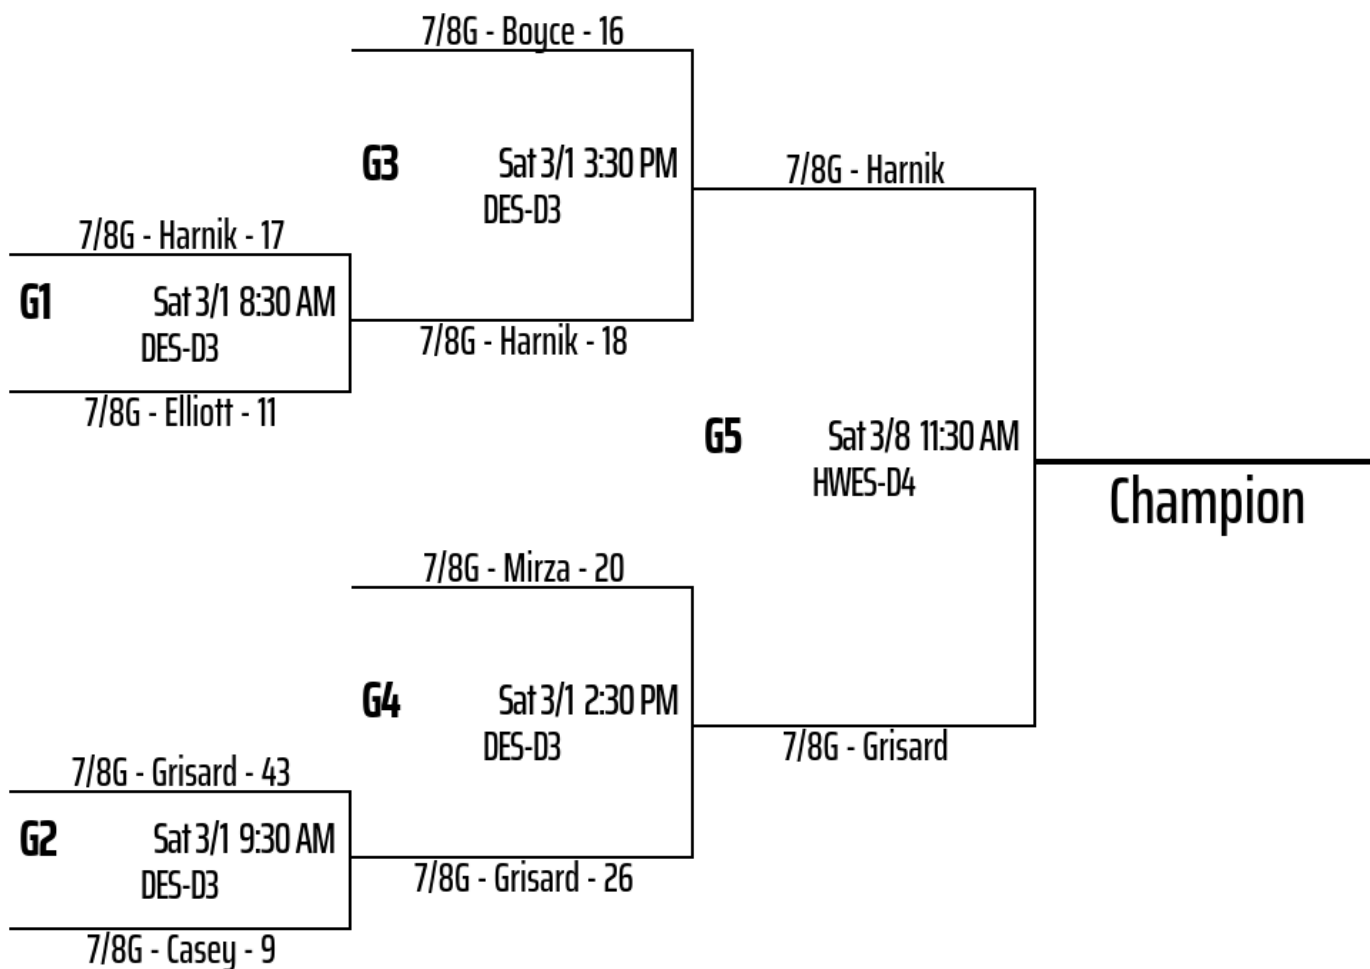 7/8G - Boyce - 16
G3 Sat 3/1 3:30 PM
DES-D3
7/8G - Harnik
7/8G - Harnik - 17
G1 Sat 3/1 8:30 AM
DES-D3
7/8G - Harnik - 18
7/8G - Elliott - 11
G5 Sat 3/8 11:30 AM
HWES-D4
Champion
7/8G - Mirza - 20
G4 Sat 3/1 2:30 PM
DES-D3
7/8G - Grisard
7/8G - Grisard - 43
G2 Sat 3/1 9:30 AM
DES-D3
7/8G - Grisard - 26
7/8G - Casey - 9